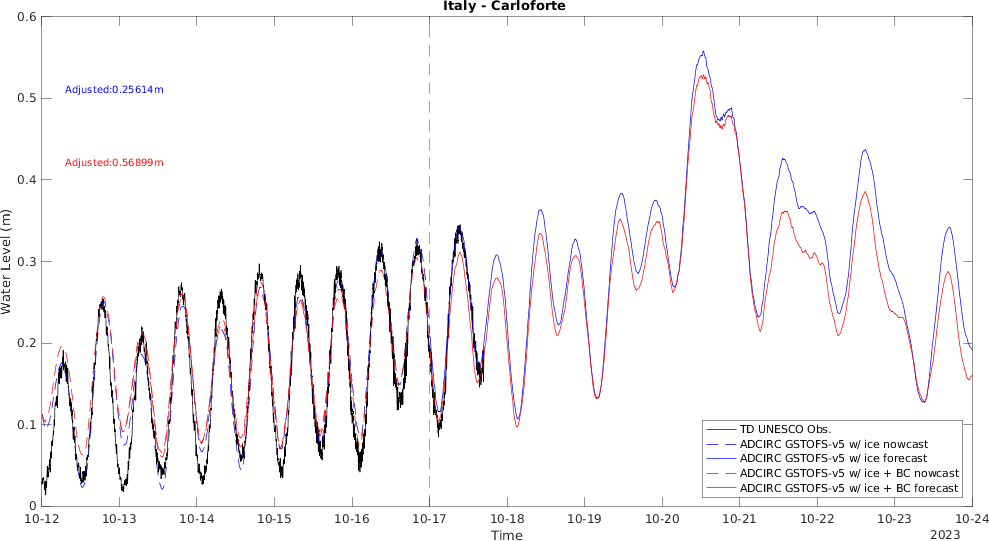 Italy - Carloforte
0.6
0.5
0.4
0.3
0.2
0.1
0
Water Level (m)
Adjusted:0.25614m
Adjusted:0.56899m
TD UNESCO Obs.
ADCIRC GSTOFS-v5 w/ ice nowcast
ADCIRC GSTOFS-v5 w/ ice forecast
ADCIRC GSTOFS-v5 w/ ice + BC nowcast
ADCIRC GSTOFS-v5 w/ ice + BC forecast
10-12 10-13 10-14 10-15 10-16 10-17 10-18 10-19 10-20 10-21 10-22 10-23 10-24
Time
2023